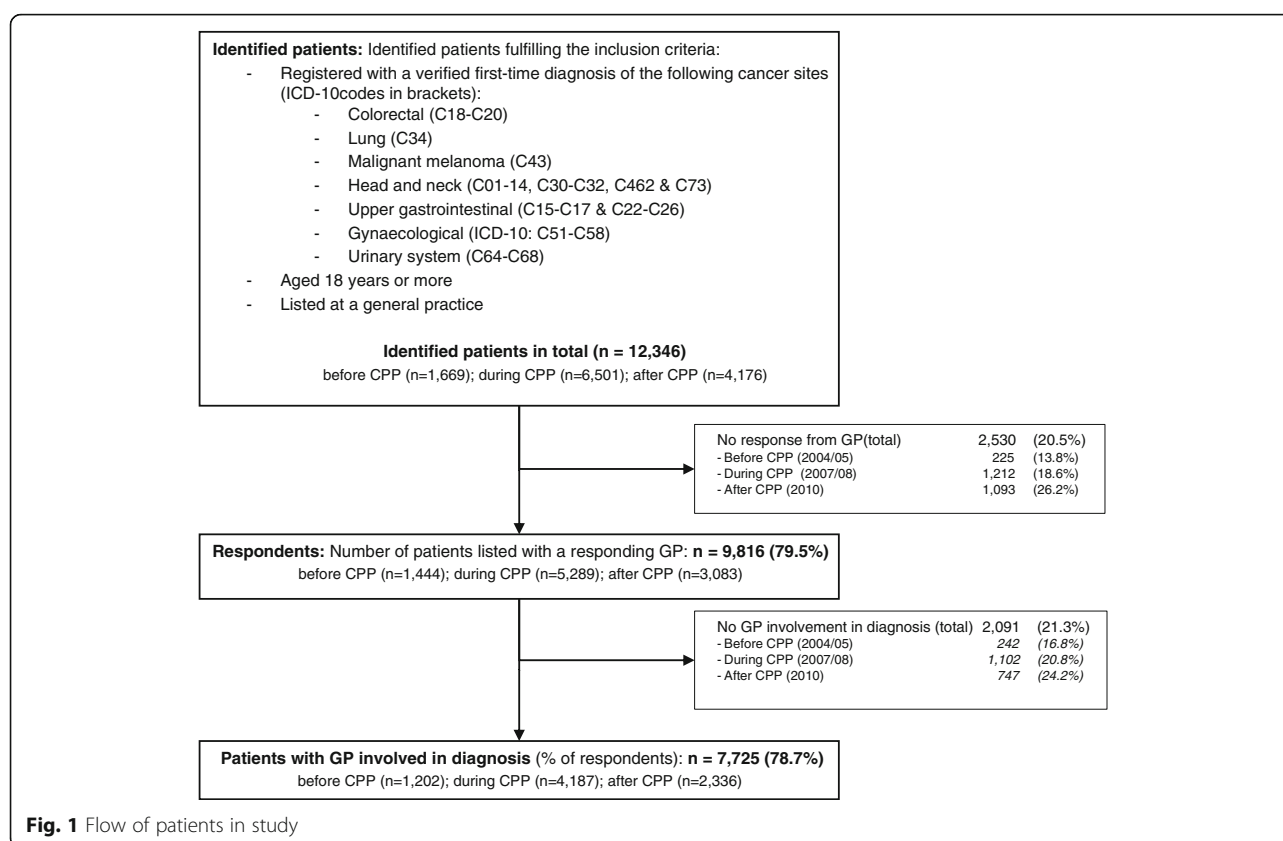 Identified patients: Identified patients fulfilling the inclusion criteria:
- Registered with a verified first-time diagnosis of the following cancer sites
(ICD-10codes in brackets):
- Colorectal (C18-C20)
- Lung (C34)
- Malignant melanoma (C43)
- Head and neck (C01-14, C30-C32, C462 & C73)
- Upper gastrointestinal (C15-C17 & C22-C26)
- Gynaecological (ICD-10: C51-C58)
- Urinary system (C64-C68)
- Aged 18 years or more
- Listed at a general practice
Identified patients in total (n = 12,346)
before CPP (n=1,669); during CPP (n=6,501); after CPP (n=4,176)
No response from GP(total) 2,530 (20.5%)
- Before CPP (2004/05) 225 (13.8%)
- During CPP (2007/08) 1,212 (18.6%)
- After CPP (2010) 1,093 (26.2%)
Respondents: Number of patients listed with a responding GP: n = 9,816 (79.5%)
before CPP (n=1,444); during CPP (n=5,289); after CPP (n=3,083)
No GP involvement in diagnosis (total) 2,091 (21.3%)
- Before CPP (2004/05) 242 (16.8%)
- During CPP (2007/08) 1,102 (20.8%)
- After CPP (2010) 747 (24.2%)
Patients with GP involved in diagnosis (% of respondents): n = 7,725 (78.7%)
before CPP (n=1,202); during CPP (n=4,187); after CPP (n=2,336)
Fig. 1 Flow of patients in study